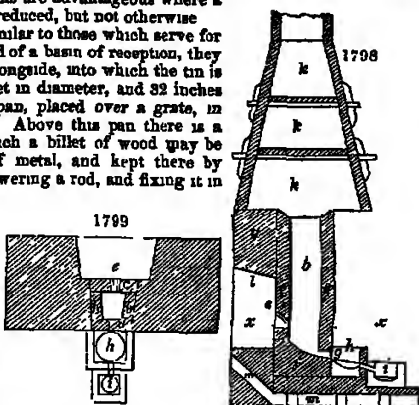 reduced, but not otherwise
milar to those which serve for
d of a basin of reception, they
ongside, into which the tin is
et in diameter, and 32 inches
pan, placed over a grate, in
Above this pan there is a
ch a billet of wood may be
f metal, and kept there by
wering a rod, and fixing it in
1798
k
k
k
1799
e
h
i
b
l
x
e
x
h
g
i
m